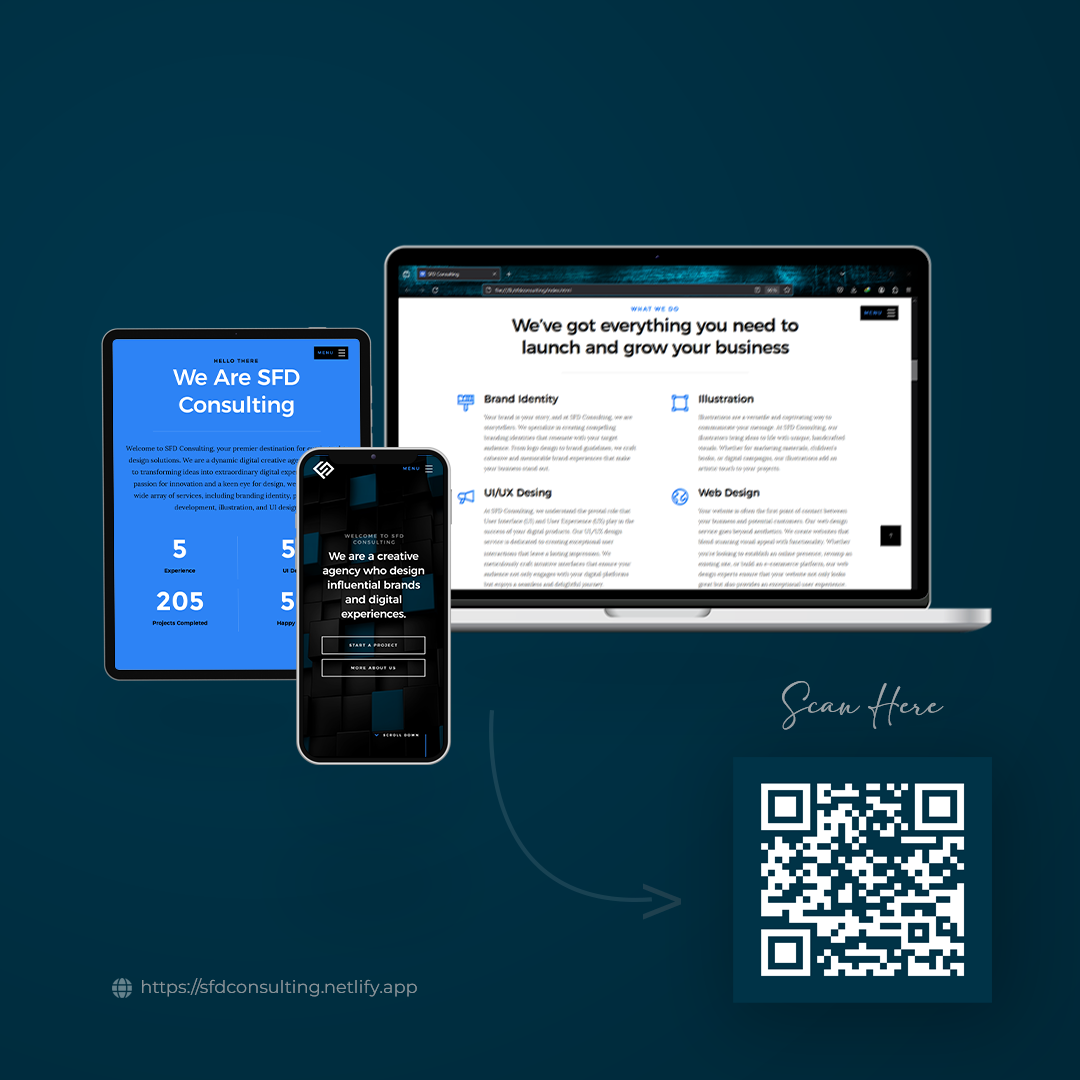 SFD Consulting
WHAT WE DO
MENU
We've got everything you need to
launch and grow your business
Brand Identity
Your brand is your story, and at SFD Consulting, we are
storytellers. We specialize in creating compelling
branding identities that resonate with your target
audience. From logo design to brand guidelines, we craft
cohesive and memorable brand experiences that make
your business stand out.
Illustration
Illustrations are a versatile and captivating way to
communicate your message. At SFD Consulting, our
illustrators bring ideas to life with unique, handcrafted
visuals. Whether for marketing materials, children's
books, or digital campaigns, our illustrations add an
artistic touch to your projects.
UI/UX Desing
At SFD Consulting, we understand the pivotal role that
User Interface (UI) and User Experience (UX) play in the
success of your digital products. Our UI/UX design
service is dedicated to creating exceptional user
interactions that leave a lasting impression. We
meticulously craft intuitive interfaces that ensure your
audience not only engages with your digital platforms
but enjoys a seamless and delightful journey
Web Design
Your website is often the first point of contact between
your business and potential customers. Our web design
service goes beyond aesthetics. We create websites that
blend stunning visual appeal with functionality. Whether
you're looking to establish an online presence, revamp an
existing site, or build an e-commerce platform, our web
design experts ensure that your website not only looks
great but also provides an exceptional user experience
MENU
HELLO THERE
We Are SFD
Consulting
Welcome to SFD Consulting, your premier destination for
design solutions. We are a dynamic digital creative
to transforming ideas into extraordinary digital
passion for innovation and a keen eye for design,
wide array of services, including branding identity,
development, illustration, and UI
5
Experience
5
UI
205
Projects Completed
5
Happy
MENU
WELCOME TO SFD
CONSULTING
We are a creative
agency who design
influential brands
and digital
experiences.
START A PROJECT
MORE ABOUT US
SCROLL DOWN
Scan Here
https://sfdconsulting.netlify.app